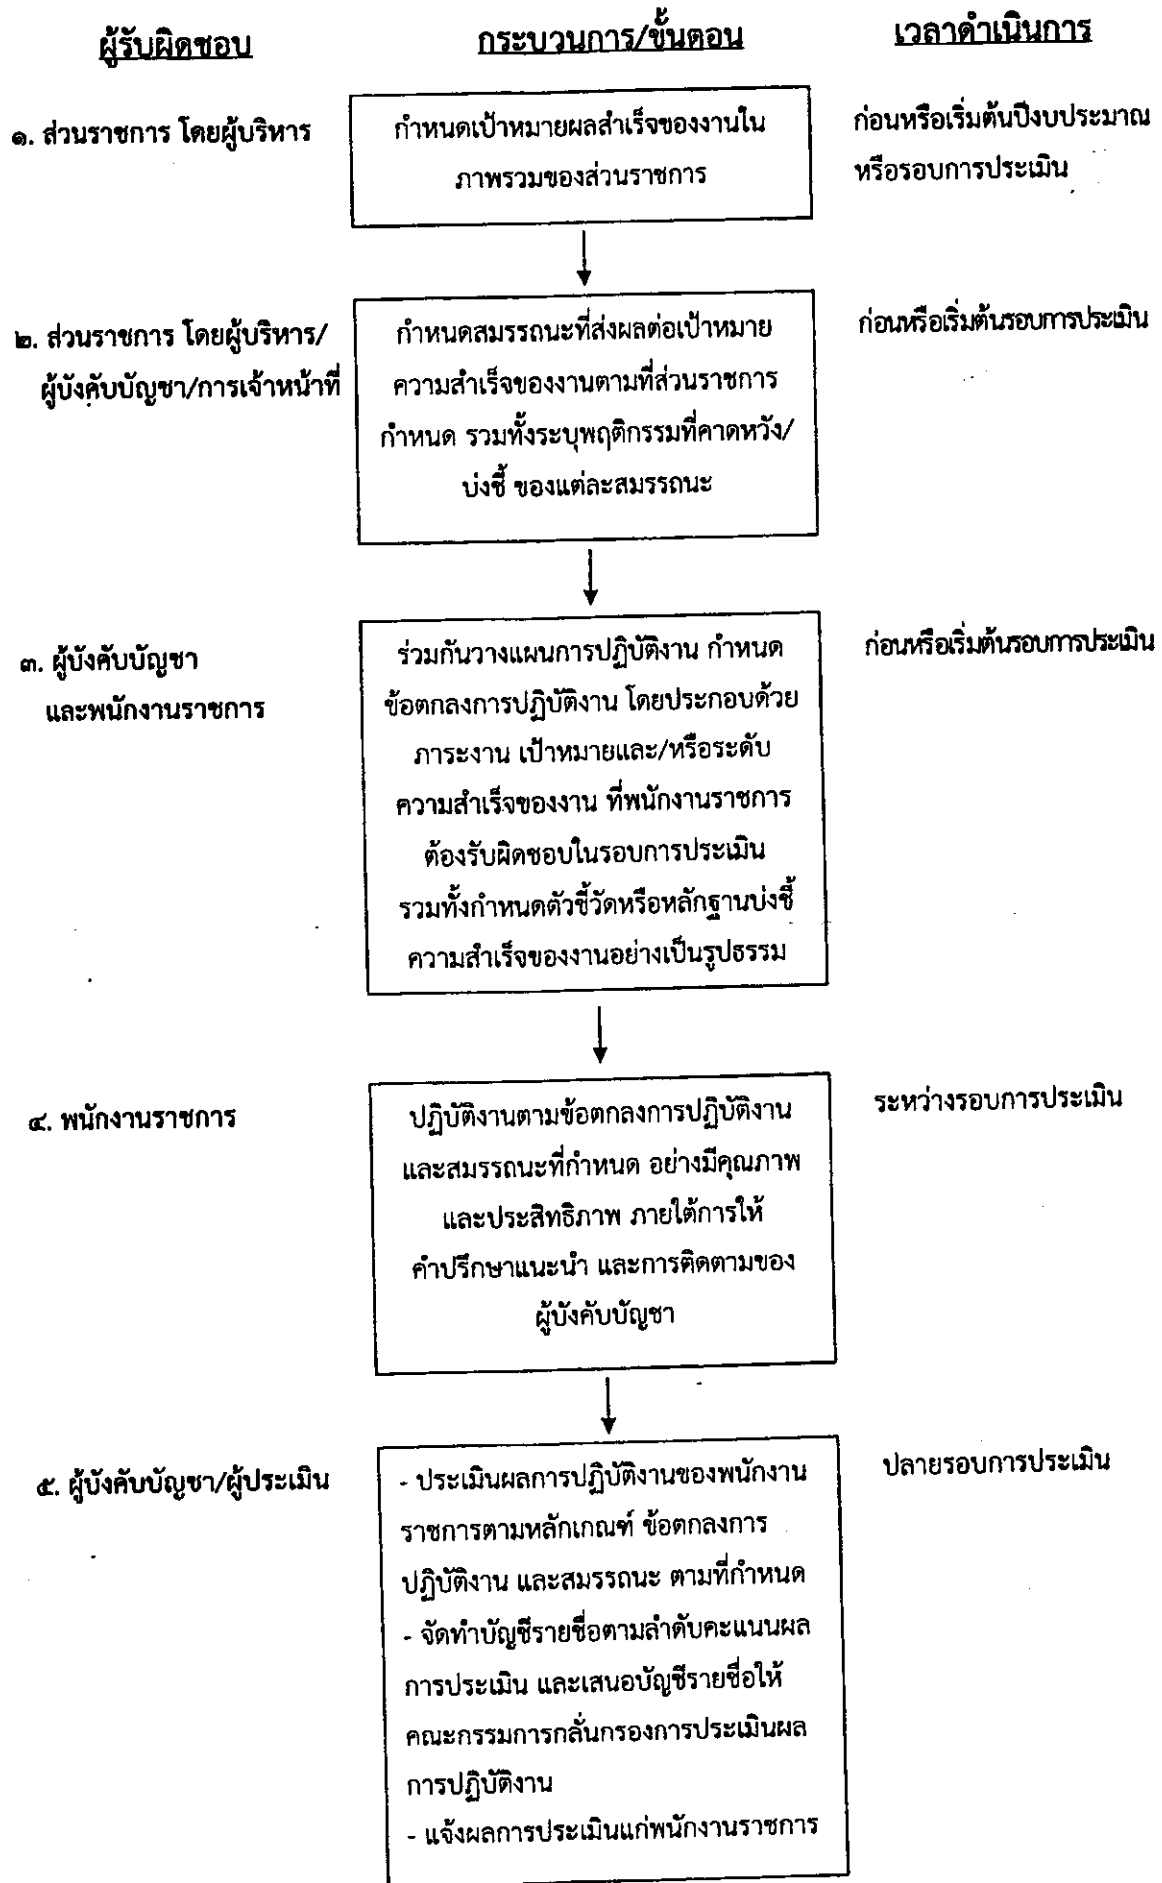 ผู้รับผิดชอบ
กระบวนการ/ขั้นตอน
เวลาดำเนินการ
๑. ส่วนราชการ โดยผู้บริหาร
กำหนดเป้าหมายผลสำเร็จของงานใน
ภาพรวมของส่วนราชการ
ก่อนหรือเริ่มต้นปีงบประมาณ
หรือรอบการประเมิน
๒. ส่วนราชการ โดยผู้บริหาร/
ผู้บังคับบัญชา/การเจ้าหน้าที่
กำหนดสมรรถนะที่ส่งผลต่อเป้าหมาย
ความสำเร็จของงานตามที่ส่วนราชการ
กำหนด รวมทั้งระบุพฤติกรรมที่คาดหวัง/
บ่งชี้ ของแต่ละสมรรถนะ
ก่อนหรือเริ่มต้นรอบการประเมิน
๓. ผู้บังคับบัญชา
และพนักงานราชการ
ร่วมกันวางแผนการปฏิบัติงาน กำหนด
ข้อตกลงการปฏิบัติงาน โดยประกอบด้วย
ภาระงาน เป้าหมายและ/หรือระดับ
ความสำเร็จของงาน ที่พนักงานราชการ
ต้องรับผิดชอบในรอบการประเมิน
รวมทั้งกำหนดตัวชี้วัดหรือหลักฐานบ่งชี้
ความสำเร็จของงานอย่างเป็นรูปธรรม
ก่อนหรือเริ่มต้นรอบการประเมิน
๔. พนักงานราชการ
ปฏิบัติงานตามข้อตกลงการปฏิบัติงาน
และสมรรถนะที่กำหนด อย่างมีคุณภาพ
และประสิทธิภาพ ภายใต้การให้
คำปรึกษาแนะนำ และการติดตามของ
ผู้บังคับบัญชา
ระหว่างรอบการประเมิน
๕. ผู้บังคับบัญชา/ผู้ประเมิน
- ประเมินผลการปฏิบัติงานของพนักงาน
ราชการตามหลักเกณฑ์ ข้อตกลงการ
ปฏิบัติงาน และสมรรถนะ ตามที่กำหนด
- จัดทำบัญชีรายชื่อตามลำดับคะแนนผล
การประเมิน และเสนอบัญชีรายชื่อให้
คณะกรรมการกลั่นกรองการประเมินผล
การปฏิบัติงาน
- แจ้งผลการประเมินแก่พนักงานราชการ
ปลายรอบการประเมิน